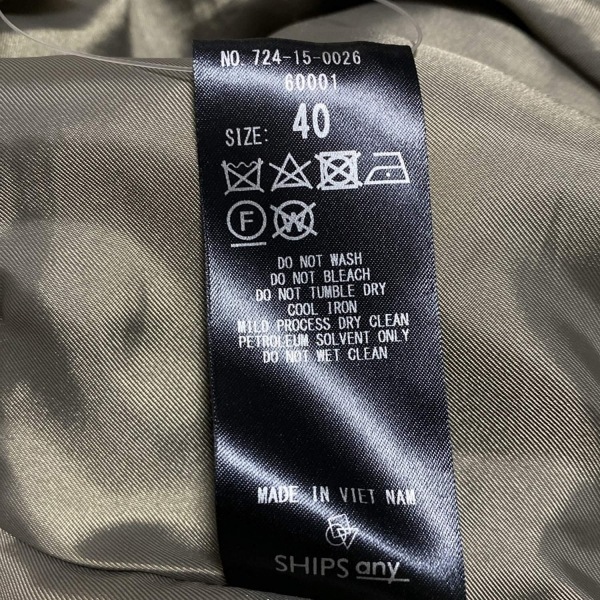 NO. 724-15-0026
60001
SIZE: 40
F W
DO NOT WASH
DO NOT BLEACH
DO NOT TUMBLE DRY
COOL IRON
MILD PROCESS DRY CLEAN
PETROLEUM SOLVENT ONLY
DO NOT WET CLEAN
MADE IN VIET NAM
SHIPS any